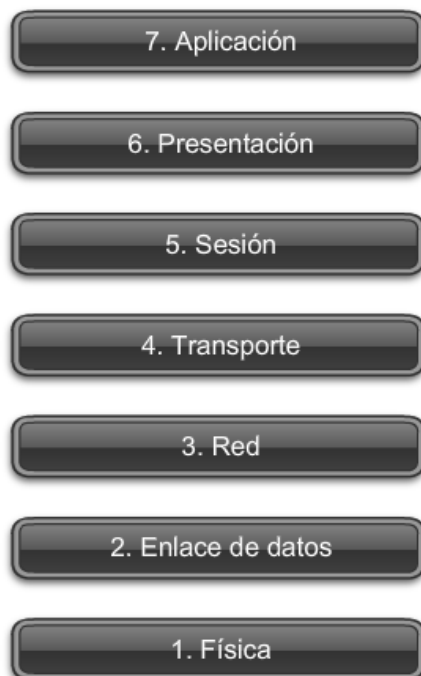 7. Aplicación
6. Presentación
5. Sesión
4. Transporte
3. Red
2. Enlace de datos
1. Física